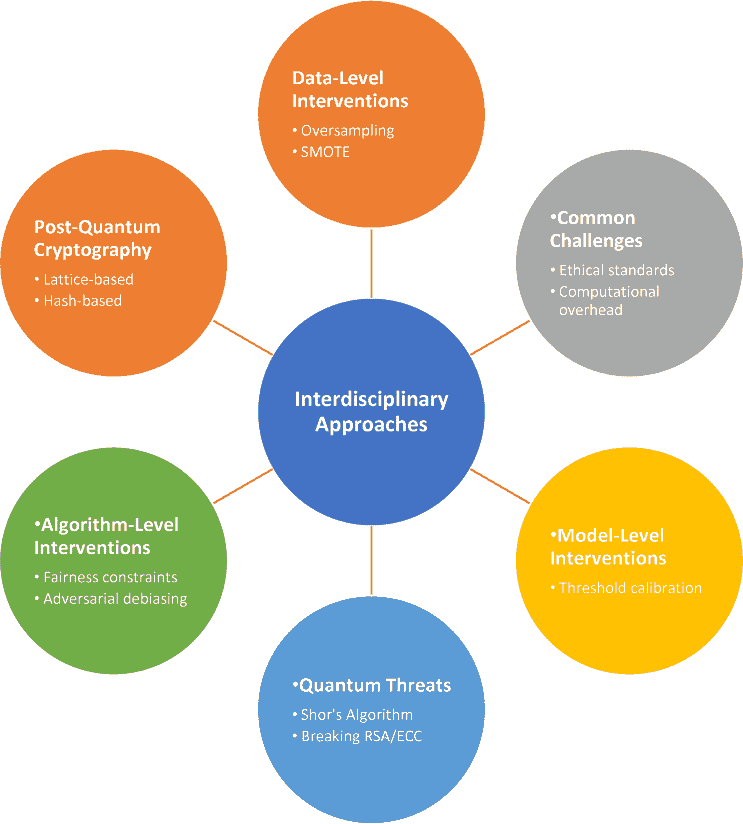 Data-Level
Interventions
• Oversampling
• SMOTE
•Common
Challenges
• Ethical standards
• Computational
overhead
Post-Quantum
Cryptography
• Lattice-based
• Hash-based
Interdisciplinary
Approaches
•Algorithm-Level
Interventions
• Fairness constraints
• Adversarial debiasing
•Model-Level
Interventions
• Threshold calibration
•Quantum Threats
• Shor's Algorithm
• Breaking RSA/ECC